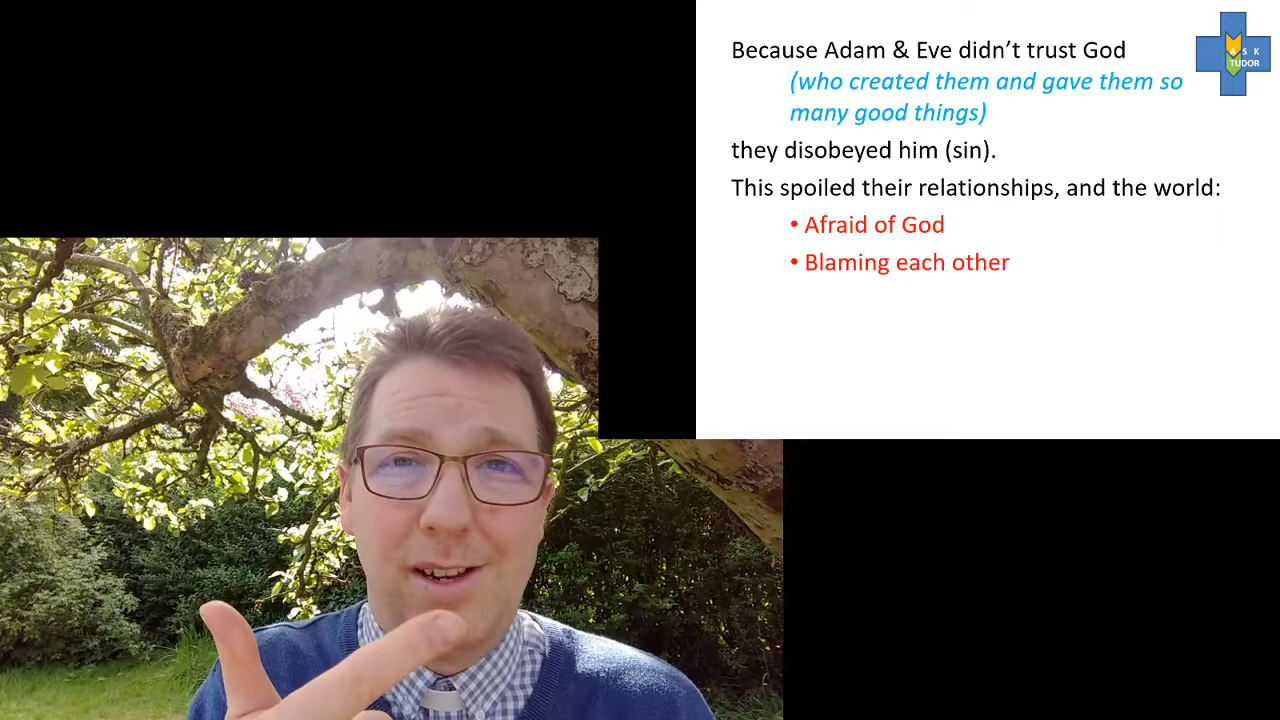 Because Adam & Eve didn’t trust God
(who created them and gave them so
many good things)
they disobeyed him (sin).
This spoiled their relationships, and the world:
• Afraid of God
• Blaming each other
A S K
TUDOR